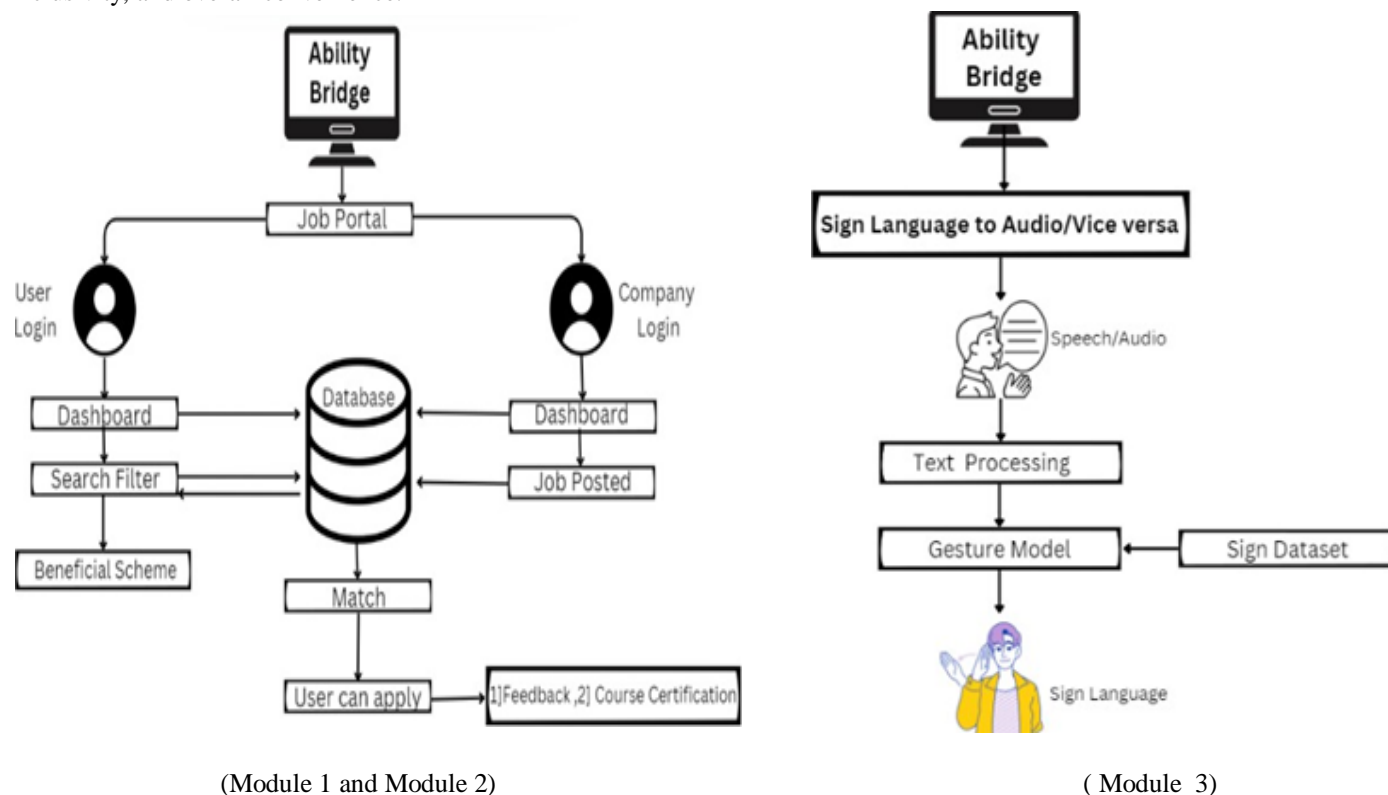 Ability
Bridge
Job Portal
User
Login
Company
Login
Database
Dashboard
Dashboard
Search Filter
Job Posted
Beneficial Scheme
Match
User can apply
1]Feedback ,2] Course Certification
(Module 1 and Module 2)
Ability
Bridge
Sign Language to Audio/Vice versa
Speech/Audio
Text Processing
Gesture Model
Sign Dataset
Sign Language
( Module 3)